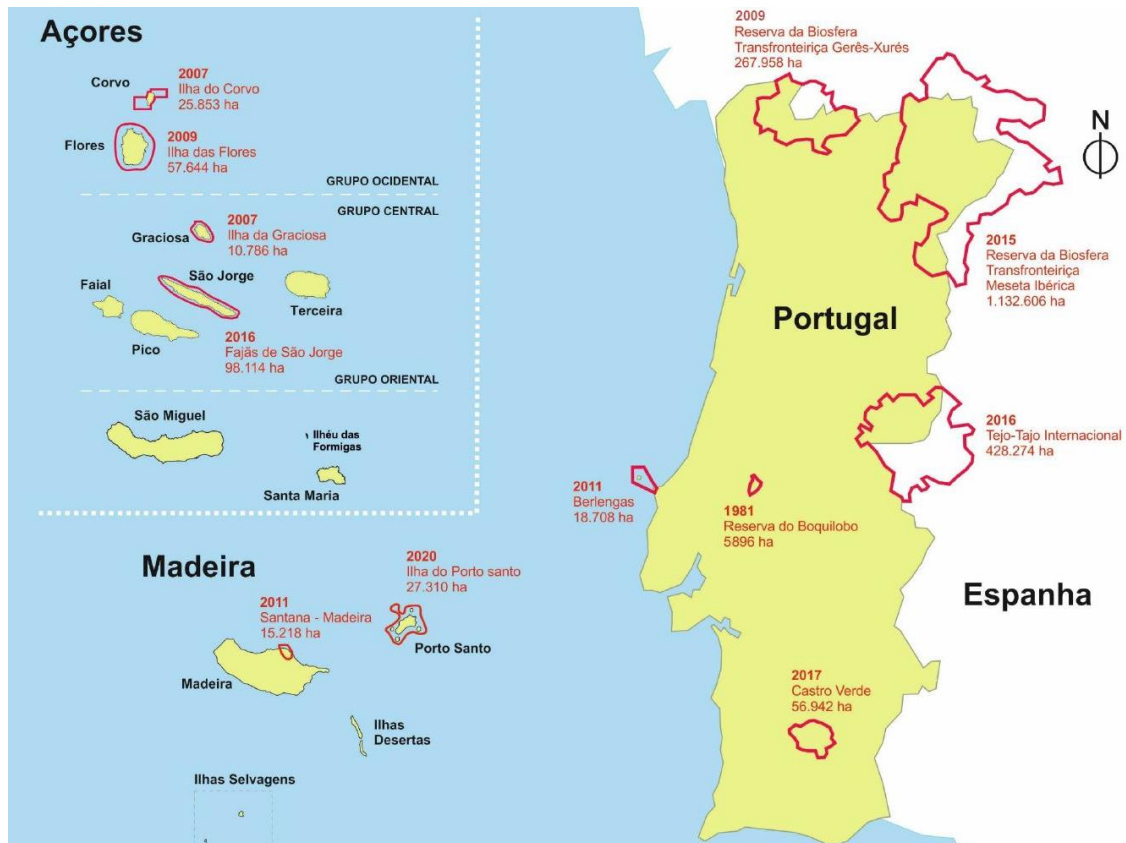 Açores
Corvo
2007
Ilha do Corvo
25.853 ha
Flores
2009
Ilha das Flores
57.644 ha
GRUPO OCIDENTAL
GRUPO CENTRAL
Graciosa
2007
Ilha da Graciosa
10.786 ha
São Jorge
Faial
Terceira
Pico
2016
Fajãs de São Jorge
98.114 ha
GRUPO ORIENTAL
São Miguel
Ilhéu das
Formigas
Santa Maria
Madeira
2020
Ilha do Porto santo
27.310 ha
2011
Santana - Madeira
15.218 ha
Porto Santo
Madeira
Ilhas
Desertas
Ilhas Selvagens
2009
Reserva da Biosfera
Transfronteiriça Gerês-Xurés
267.958 ha
N
2015
Reserva da Biosfera
Transfronteiriça
Meseta Ibérica
1.132.606 ha
Portugal
2016
Tejo-Tajo Internacional
428.274 ha
2011
Berlengas
18.708 ha
1981
Reserva do Boquilobo
5896 ha
Espanha
2017
Castro Verde
56.942 ha